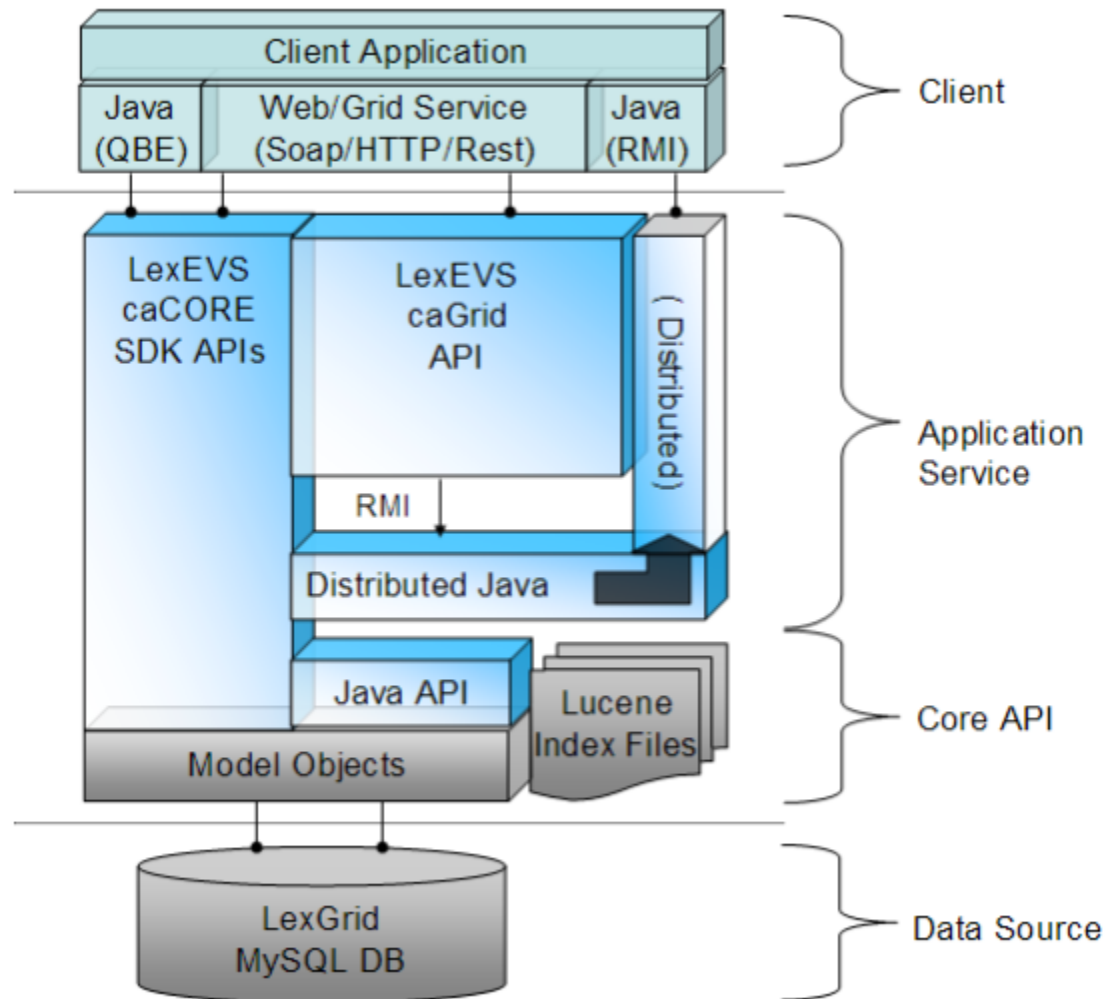 Client Application
Java
(QBE)
Web/Grid Service
(Soap/HTTP/Rest)
Java
(RMI)
Client
LexEVS
caCORE
SDK APIs
LexEVS
caGrid
API
( Distributed)
Application
Service
RMI
Distributed Java
Java API
Lucene
Index Files
Core API
Model Objects
LexGrid
MySQL DB
Data Source